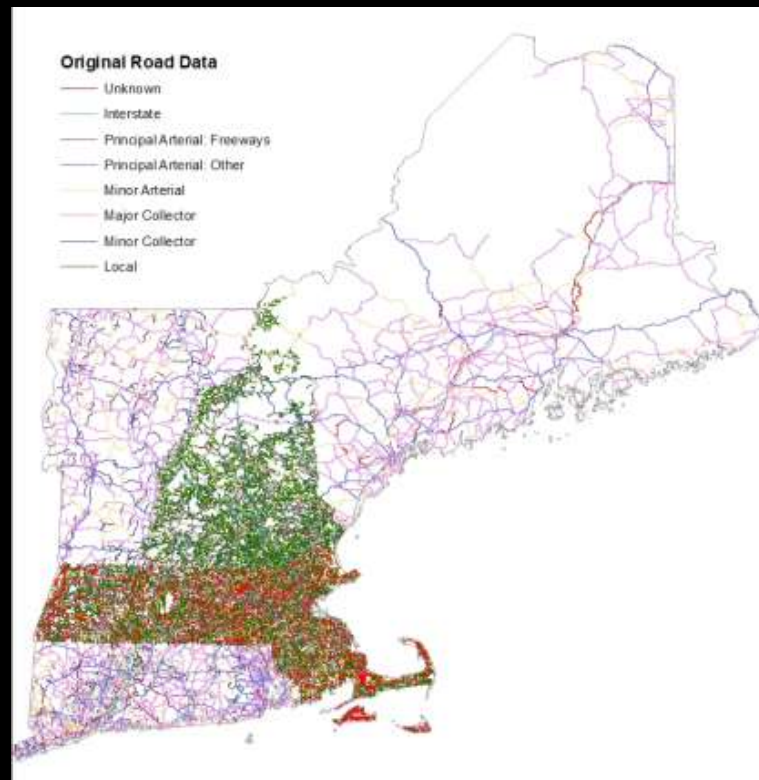 Original Road Data
Unknown
Interstate
Principal Arterial: Freeways
Principal Arterial: Other
Minor Arterial
Major Collector
Minor Collector
Local